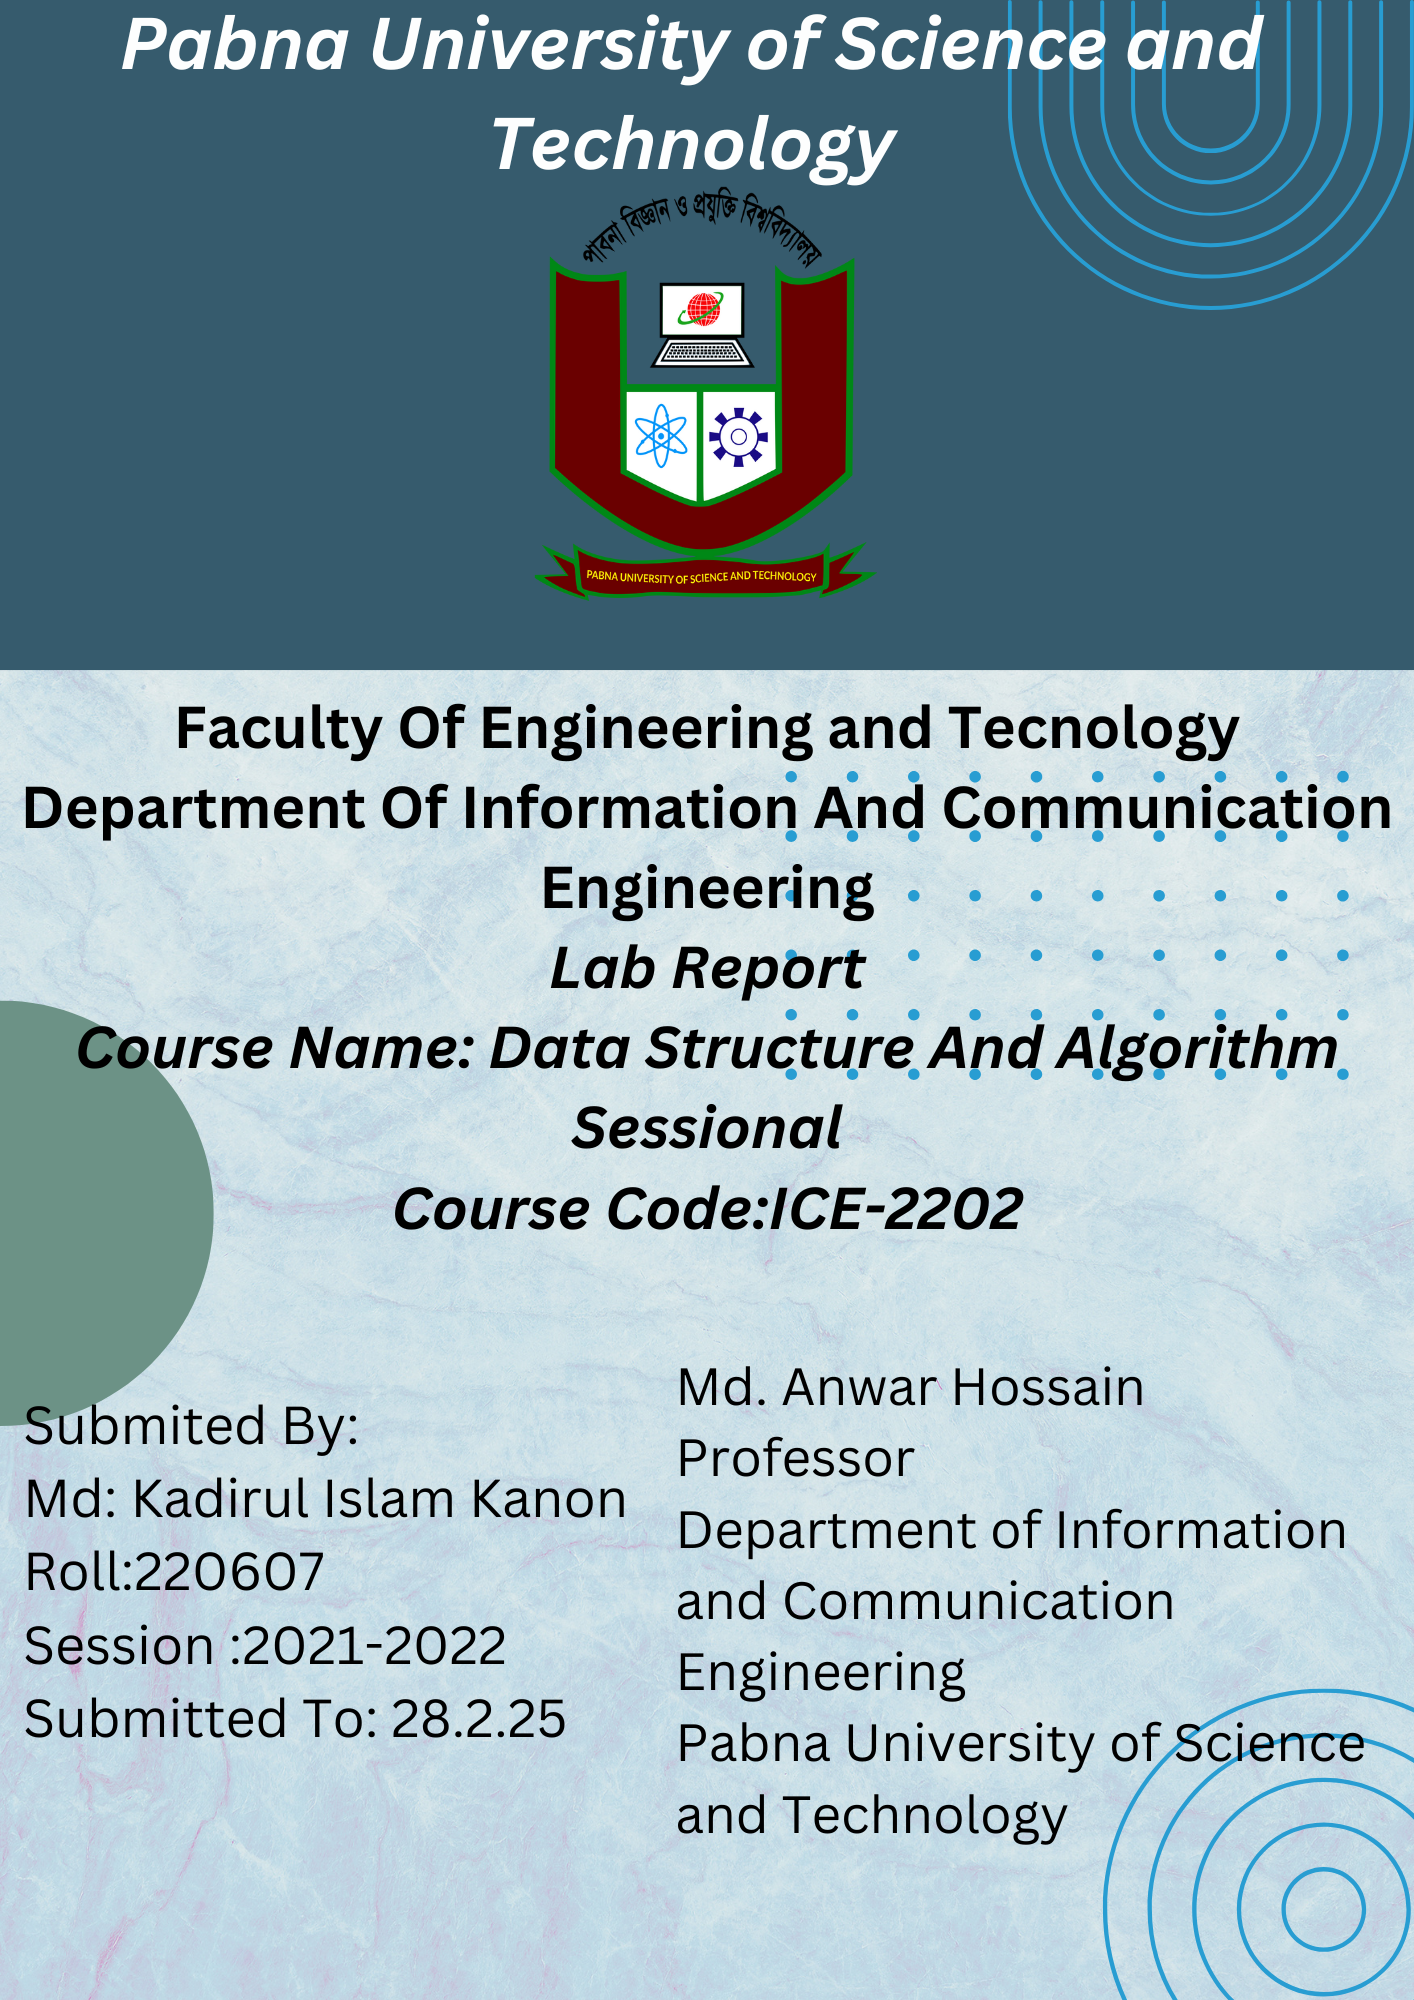 Pabna University of Science and
Technology
পাবনা বিজ্ঞান ও প্রযুক্তি বিশ্ববিদ্যালয়
PABNA UNIVERSITY OF SCIENCE AND TECHNOLOGY
Faculty Of Engineering and Tecnology
Department Of Information And Communication
Engineering
Lab Report
Course Name: Data Structure And Algorithm
Sessional
Course Code:ICE-2202
Submited By:
Md: Kadirul Islam Kanon
Roll:220607
Session :2021-2022
Submitted To: 28.2.25
Md. Anwar Hossain
Professor
Department of Information
and Communication
Engineering
Pabna University of Science
and Technology